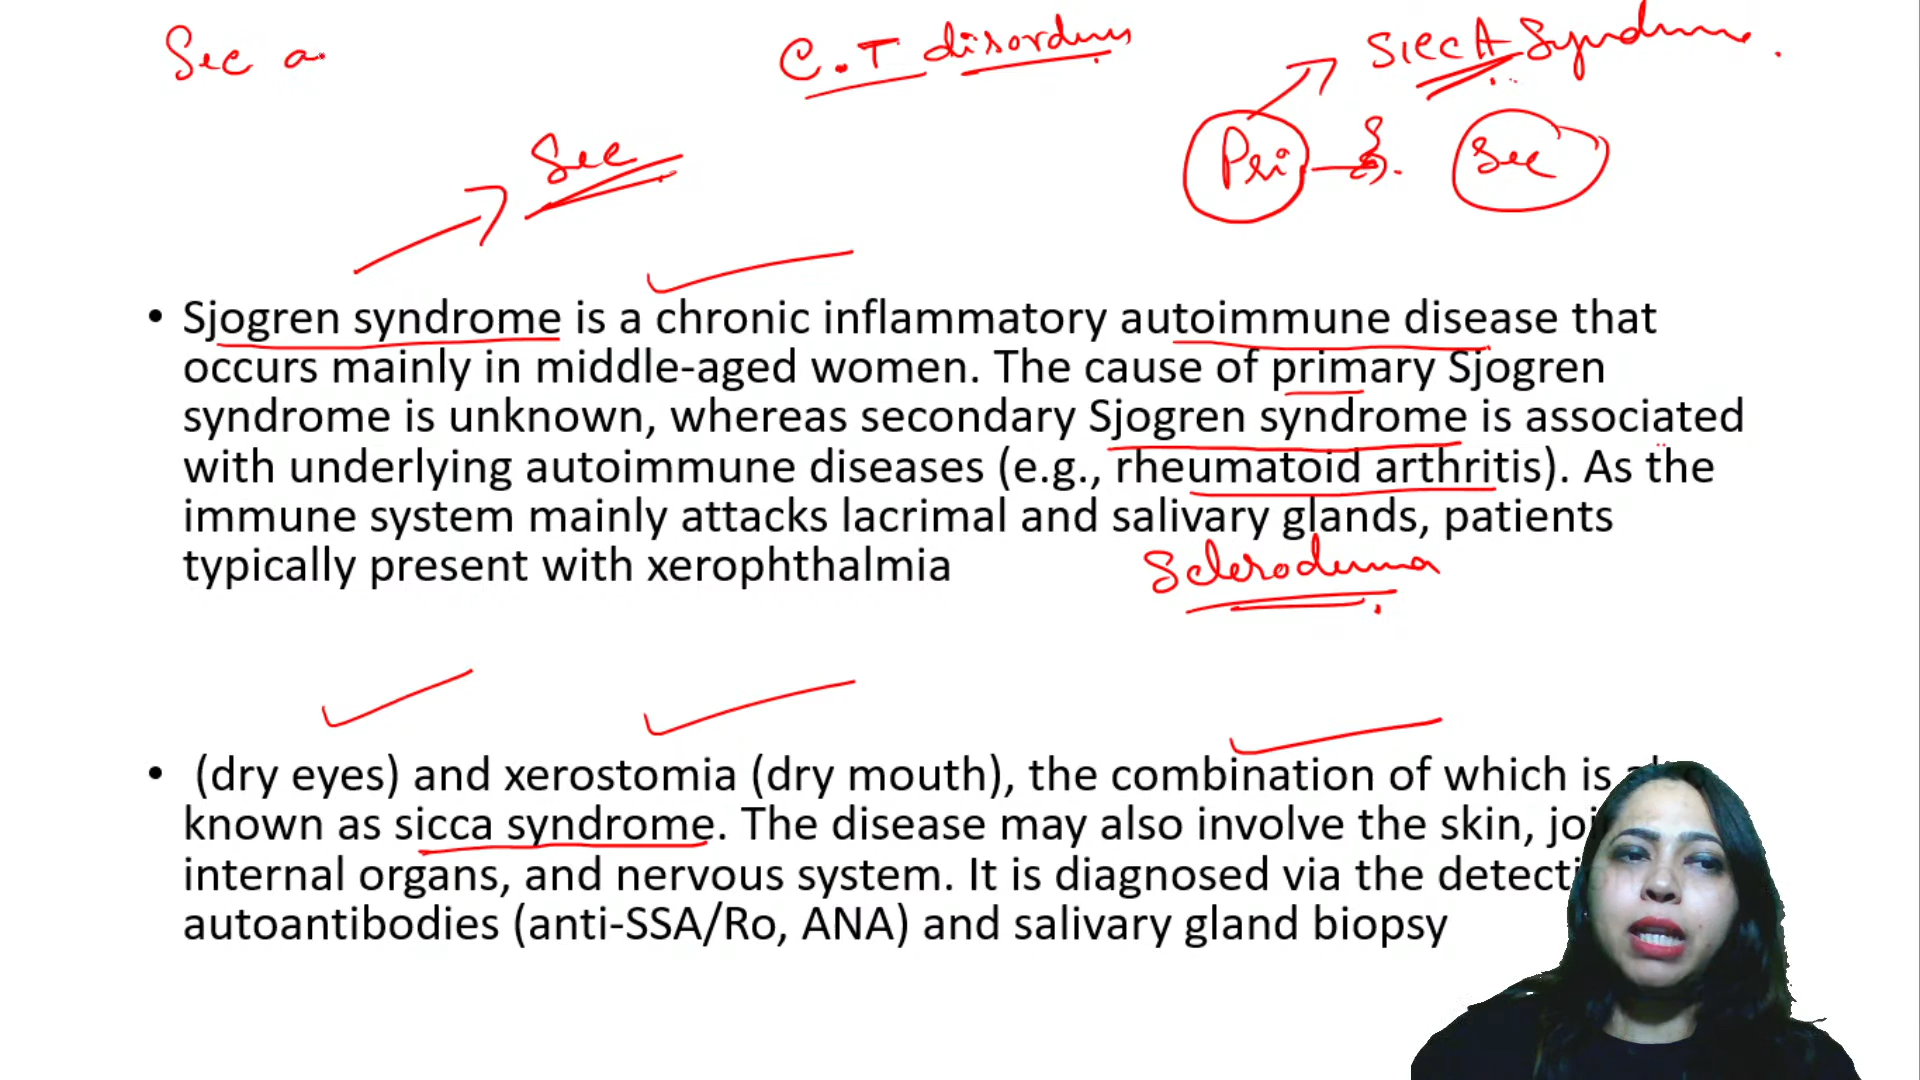 Sec a
C.T disorders
SiccA Syndrome.
Sec
Pri
Sec
• Sjogren syndrome is a chronic inflammatory autoimmune disease that
occurs mainly in middle-aged women. The cause of primary Sjogren
syndrome is unknown, whereas secondary Sjogren syndrome is associated
with underlying autoimmune diseases (e.g., rheumatoid arthritis). As the
immune system mainly attacks lacrimal and salivary glands, patients
typically present with xerophthalmia
Scleroderma
• (dry eyes) and xerostomia (dry mouth), the combination of which is
known as sicca syndrome. The disease may also involve the skin,
internal organs, and nervous system. It is diagnosed via the
autoantibodies (anti-SSA/Ro, ANA) and salivary gland biopsy